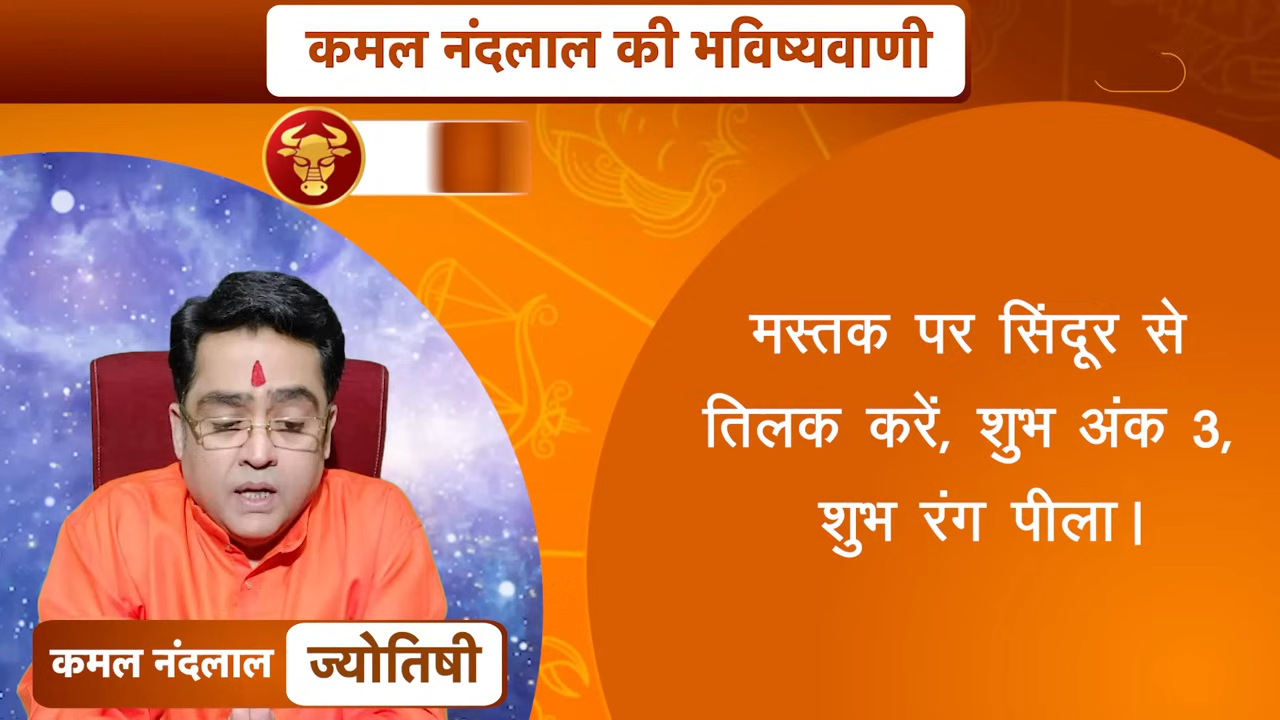 कमल नंदलाल की भविष्यवाणी
मस्तक पर सिंदूर से
तिलक करें, शुभ अंक 3,
शुभ रंग पीला।
कमल नंदलाल
ज्योतिषी